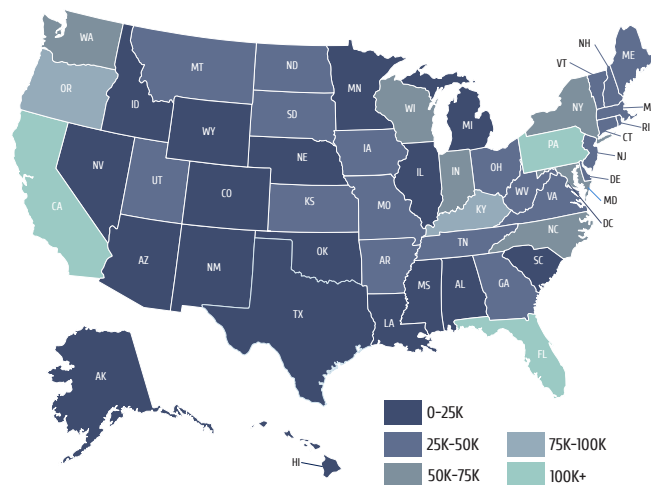 NH
WA
VT
ME
MT
ND
OR
MN
ID
SD
WI
NY
M
MI
WY
RI
CT
PA
IA
NE
NJ
NV
IL
IN
OH
UT
CO
DE
WV
VA
KS
MO
KY
MD
CA
DC
NC
TN
OK
AR
SC
AZ
NM
MS
AL
GA
TX
LA
FL
AK
0-25K
25K-50K
75K-100K
HI
50K-75K
100K+